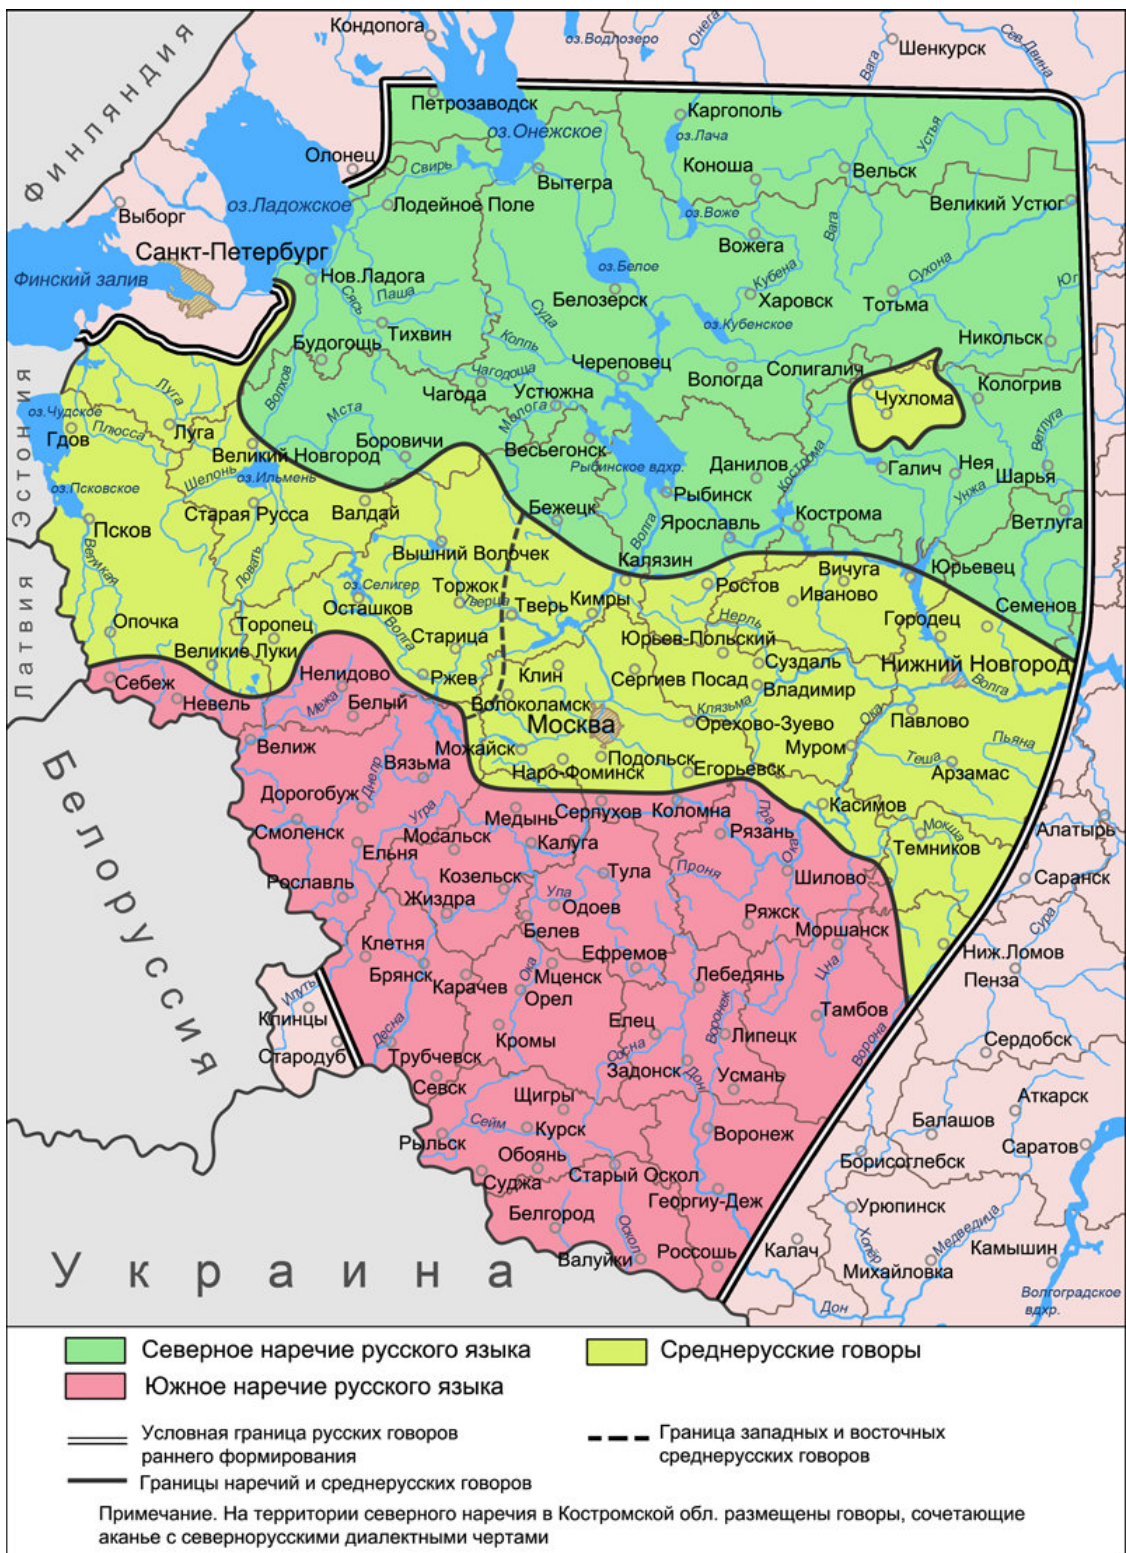 Кондопога
оз.Водлозеро
Онега
Вага
Шенкурск
Сев.Двина
ФИНЛЯНДИЯ
Петрозаводск
Каргополь
оз.Онежское
оз.Лача
Устья
Олонец
Свирь
Вытегра
Коноша
Вельск
Выборг
оз.Ладожское
Лодейное Поле
оз.Воже
Великий Устюг
Санкт-Петербург
Вожега
Вага
Финский залив
Нов.Ладога
оз.Белое
Сухона
Юг
Сясь
Паша
Белозерск
Кубена
Харовск
Тотьма
Суда
Тихвин
оз.Кубенское
Будогощь
Колпь
Никольск
Череповец
Солигалич
Чагодоща
Вологда
Луга
Волхов
Чагода
Устюжна
Кологрив
Чухлома
оз.Чудское
Мста
Молога
Гдов
Плюсса
Луга
Ветлуга
Великий Новгород
Боровичи
Весьегонск
Эстония
Шелонь
оз.Ильмень
Рыбинское вдхр.
Данилов
Кострома
Галич
Нея
Шарья
оз.Псковское
Рыбинск
Унжа
Старая Русса
Валдай
Бежецк
Ярославль
Кострома
Ветлуга
Псков
Волга
Великая
Ловать
Вышний Волочек
Калязин
Вичуга
Юрьевец
оз.Селигер
Торжок
Ростов
Иваново
Латвия
Осташков
Тверца
Тверь
Кимры
Семенов
Опочка
Торопец
Волга
Нерль
Городец
Старица
Юрьев-Польский
Великие Луки
Суздаль
Нижний Новгород
Себеж
Нелидово
Ржев
Клин
Сергиев Посад
Волга
Невель
Межа
Белый
Волоколамск
Владимир
Клязьма
Ока
Павлово
Москва
Орехово-Зуево
Велиж
Можайск
Муром
Пьяна
Белоруссия
Вязьма
Подольск
Теша
Днепр
Наро-Фоминск
Егорьевск
Арзамас
Дорогобуж
Угра
Медынь
Серпухов
Коломна
Касимов
Смоленск
Мосальск
Калуга
Пра
Рязань
Мокша
Алатырь
Ельня
Темников
Ока
Рославль
Козельск
Тула
Проня
Шилово
Саранск
Жиздра
Упа
Одоев
Ряжск
Сура
Клетня
Белев
Моршанск
Ефремов
Ниж.Ломов
Брянск
Ока
Мценск
Лебедянь
Цна
Пенза
Карачев
Орел
Ипуть
Клинцы
Елец
Воронеж
Тамбов
Десна
Стародуб
Трубчевск
Кромы
Сосна
Липецк
Ворона
Сердобск
Севск
Задонск
Дон
Усмань
Щигры
Аткарск
Рыльск
Сейм
Курск
Воронеж
Балашов
Саратов
Обоянь
Борисоглебск
Суджа
Старый Оскол
Георгиу-Деж
Урюпинск
Белгород
Медведица
Оскол
Хопёр
Калач
Камышин
Украина
Валуйки
Россошь
Михайловка
Волгоградское
вдхр.
Дон
Северное наречие русского языка
Среднерусские говоры
Южное наречие русского языка
Условная граница русских говоров
раннего формирования
Граница западных и восточных
среднерусских говоров
Границы наречий и среднерусских говоров
Примечание. На территории северного наречия в Костромской обл. размещены говоры, сочетающие
аканье с севернорусскими диалектными чертами